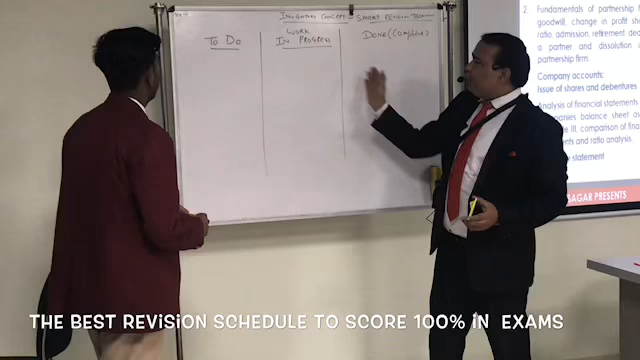 INNOVATIVE CONCEPT - SMART REVISION TECH
To Do
WORK
IN PROGRESS
DONE (Complete)
2. Fundamentals of partnership
goodwill, change in profit
ratio, admission, retirement
a partner and dissolution
partnership firm.
Company accounts:
Issue of shares and debentures
Analysis of financial statements
balance sheet
III, comparison of
and ratio analysis.
statement
SAGAR PRESENTS
THE BEST REVISION SCHEDULE TO SCORE 100% IN EXAMS